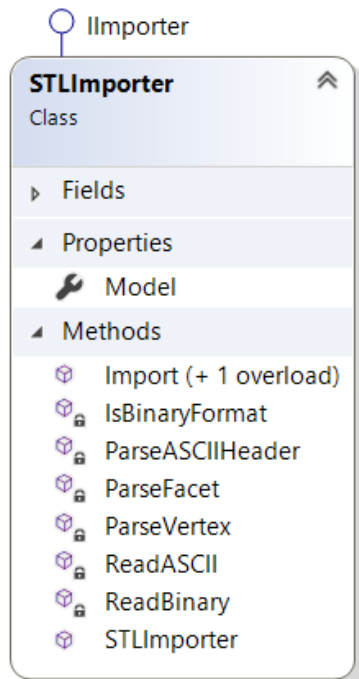 IImporter
STLImporter
Class
Fields
Properties
Model
Methods
Import (+ 1 overload)
IsBinaryFormat
ParseASCIIHeader
ParseFacet
ParseVertex
ReadASCII
ReadBinary
STLImporter